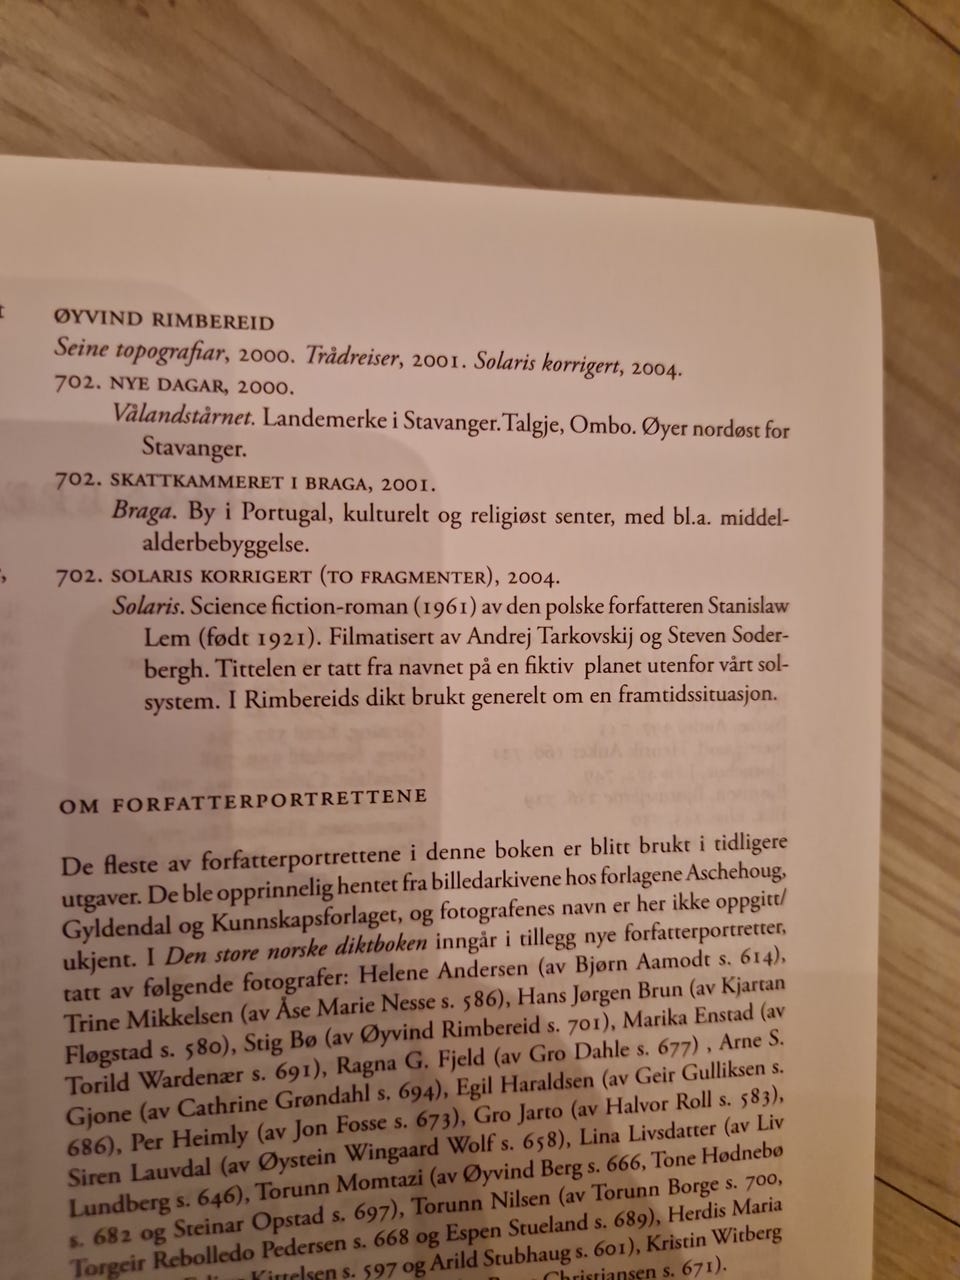 ØYVIND RIMBEREID
Seine topografiar, 2000. Trådreiser, 2001. Solaris korrigert, 2004.
702. NYE DAGAR, 2000.
Vålandstårnet. Landemerke i Stavanger. Talgje, Ombo. Øyer nordøst for
Stavanger.
702. SKATTKAMMERET I BRAGA, 2001.
Braga. By i Portugal, kulturelt og religiøst senter, med bl.a. middel-
alderbebyggelse.
702. SOLARIS KORRIGERT (TO FRAGMENTER), 2004.
Solaris. Science fiction-roman (1961) av den polske forfatteren Stanislaw
Lem (født 1921). Filmatisert av Andrej Tarkovskij og Steven Soder-
bergh. Tittelen er tatt fra navnet på en fiktiv planet utenfor vårt sol-
system. I Rimbereids dikt brukt generelt om en framtidssituasjon.
OM FORFATTERPORTRETTENE
De fleste av forfatterportrettene i denne boken er blitt brukt i tidligere
utgaver. De ble opprinnelig hentet fra billedarkivene hos forlagene Aschehoug,
Gyldendal og Kunnskapsforlaget, og fotografenes navn er her ikke oppgitt/
ukjent. I Den store norske diktboken inngår i tillegg nye forfatterportretter,
tatt av følgende fotografer: Helene Andersen (av Bjørn Aamodt s. 614),
Trine Mikkelsen (av Åse Marie Nesse s. 586), Hans Jørgen Brun (av Kjartan
Fløgstad s. 580), Stig Bø (av Øyvind Rimbereid s. 701), Marika Enstad (av
Torild Wardenær s. 691), Ragna G. Fjeld (av Gro Dahle s. 677) , Arne S.
Gjone (av Cathrine Grøndahl s. 694), Egil Haraldsen (av Geir Gulliksen s.
686), Per Heimly (av Jon Fosse s. 673), Gro Jarto (av Halvor Roll s. 583),
Siren Lauvdal (av Øystein Wingaard Wolf s. 658), Lina Livsdatter (av Liv
Lundberg s. 646), Torunn Momtazi (av Øyvind Berg s. 666, Tone Hødnebø
s. 682 og Steinar Opstad s. 697), Torunn Nilsen (av Torunn Borge s. 700,
Torgeir Rebolledo Pedersen s. 668 og Espen Stueland s. 689), Herdis Maria
Kittelsen s. 597 og Arild Stubhaug s. 601), Kristin Witberg
Christiansen s. 671).